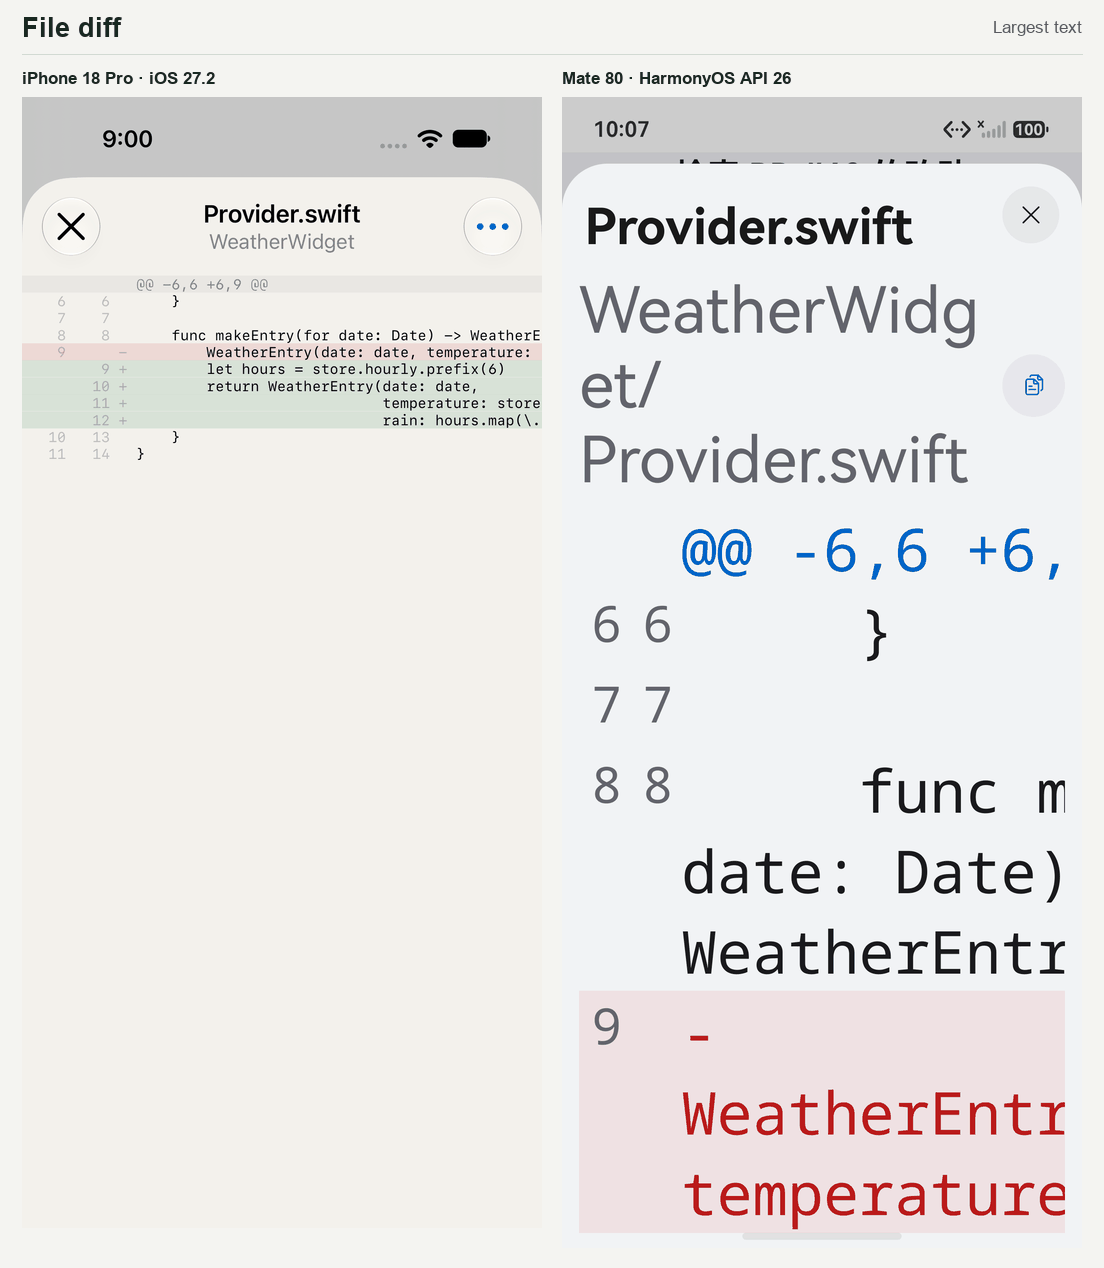 File diff
Largest text
iPhone 18 Pro · iOS 27.2
9:00
Provider.swift
WeatherWidget
@@ -6,6 +6,9 @@
6 6 }
7 7
8 8 func makeEntry(for date: Date) -> WeatherE
9 - WeatherEntry(date: date, temperature:
9 + let hours = store.hourly.prefix(6)
10 + return WeatherEntry(date: date,
11 + temperature: store
12 + rain: hours.map(\.
10 13 }
11 14 }
Mate 80 · HarmonyOS API 26
10:07
100
Provider.swift
WeatherWidg
et/
Provider.swift
@@ -6,6 +6,
6 6 }
7 7
8 8 func m
date: Date)
WeatherEntr
9 -
WeatherEntr
temperature